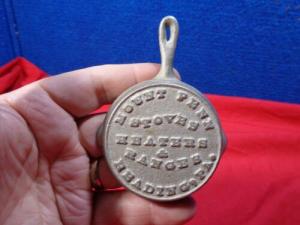 MOUNT PENN
STOVES
HEATERS
&
RANGES
READING, PA.